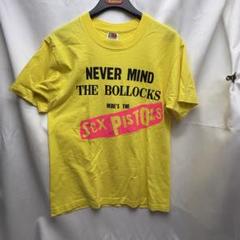 NEVER MIND
THE BOLLOCKS
HERE'S THE
SEX PISTOLS